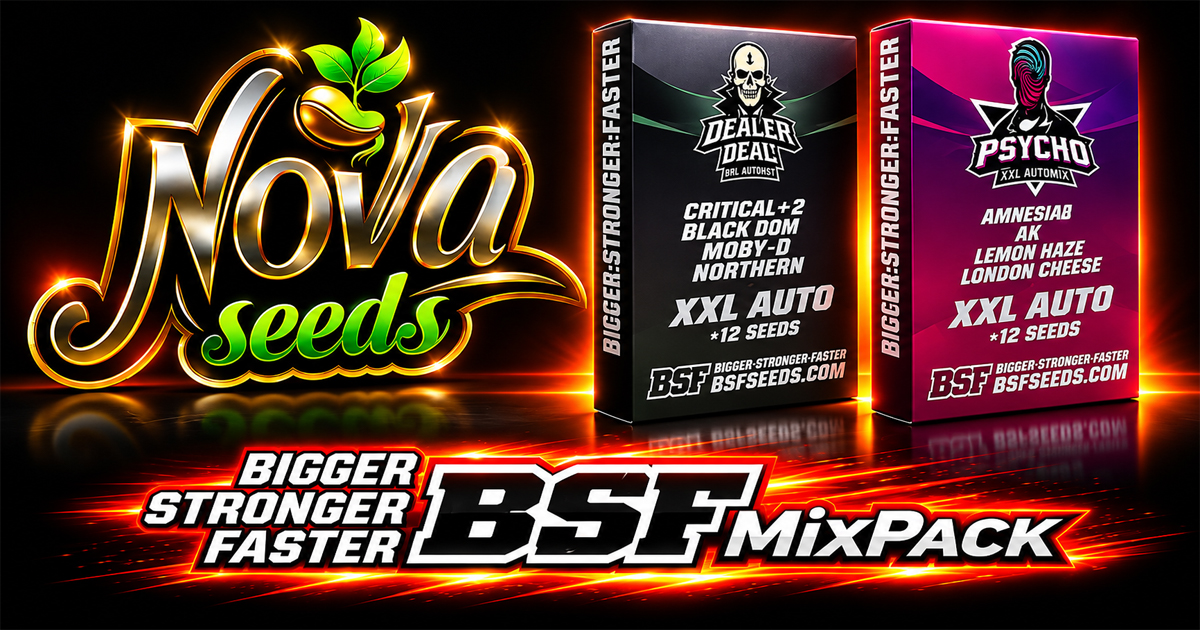 Nova
seeds
BIGGER:STRONGER:FASTER
DEALER
DEAL
BRL AUTOHST
CRITICAL+2
BLACK DOM
MOBY-D
NORTHERN
XXL AUTO
*12 SEEDS
BSF BIGGER-STRONGER-FASTER
BSFSEEDS.COM
BIGGER:STRONGER:FASTER
PSYCHO
XXL AUTOMIX
AMNESIAB
AK
LEMON HAZE
LONDON CHEESE
XXL AUTO
*12 SEEDS
BSF BIGGER-STRONGER-FASTER
BSFSEEDS.COM
BIGGER
STRONGER
FASTER
BSF MixPack